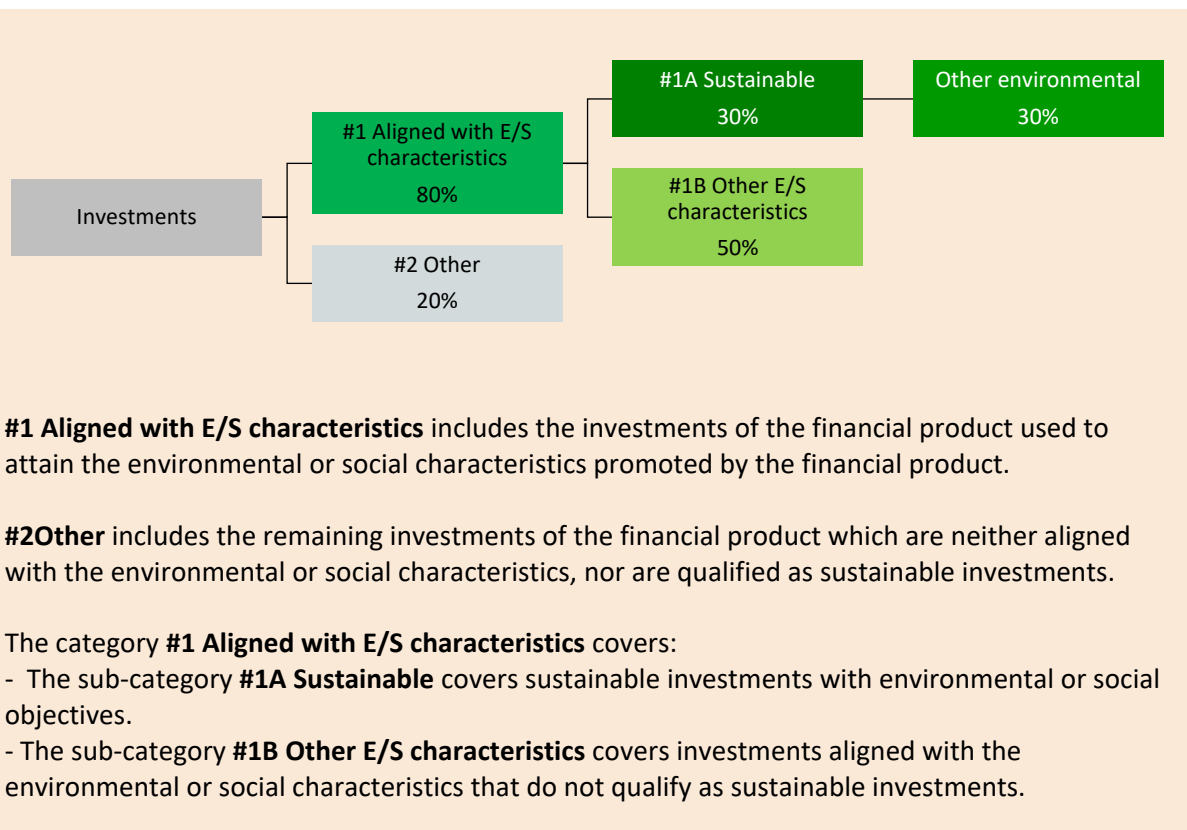 #1A Sustainable
30%
Other environmental
30%
#1 Aligned with E/S
characteristics
80%
#1B Other E/S
characteristics
50%
Investments
#2 Other
20%
#1 Aligned with E/S characteristics includes the investments of the financial product used to
attain the environmental or social characteristics promoted by the financial product.
#2Other includes the remaining investments of the financial product which are neither aligned
with the environmental or social characteristics, nor are qualified as sustainable investments.
The category #1 Aligned with E/S characteristics covers:
- The sub-category #1A Sustainable covers sustainable investments with environmental or social
objectives.
- The sub-category #1B Other E/S characteristics covers investments aligned with the
environmental or social characteristics that do not qualify as sustainable investments.